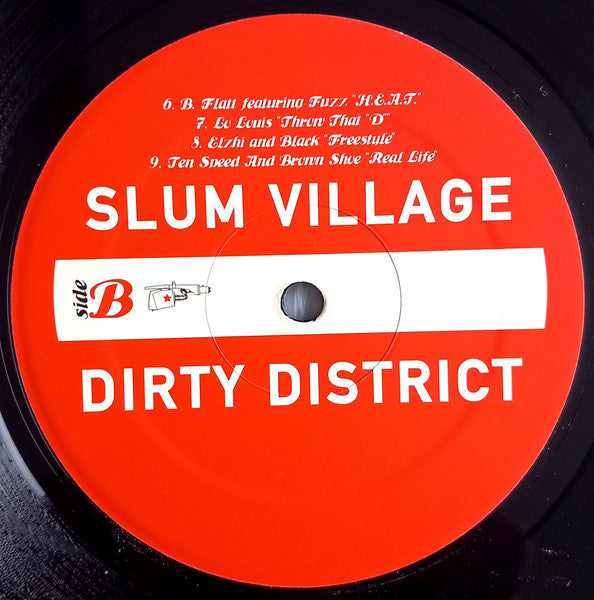 6. B. Flatt featuring Fuzz "H.E.A.T."
7. Lo Louis "Throw That "D""
8. Elzhi and Black "Freestyle"
9. Ten Speed And Brown Shoe "Real Life"
SLUM VILLAGE
side B
DIRTY DISTRICT